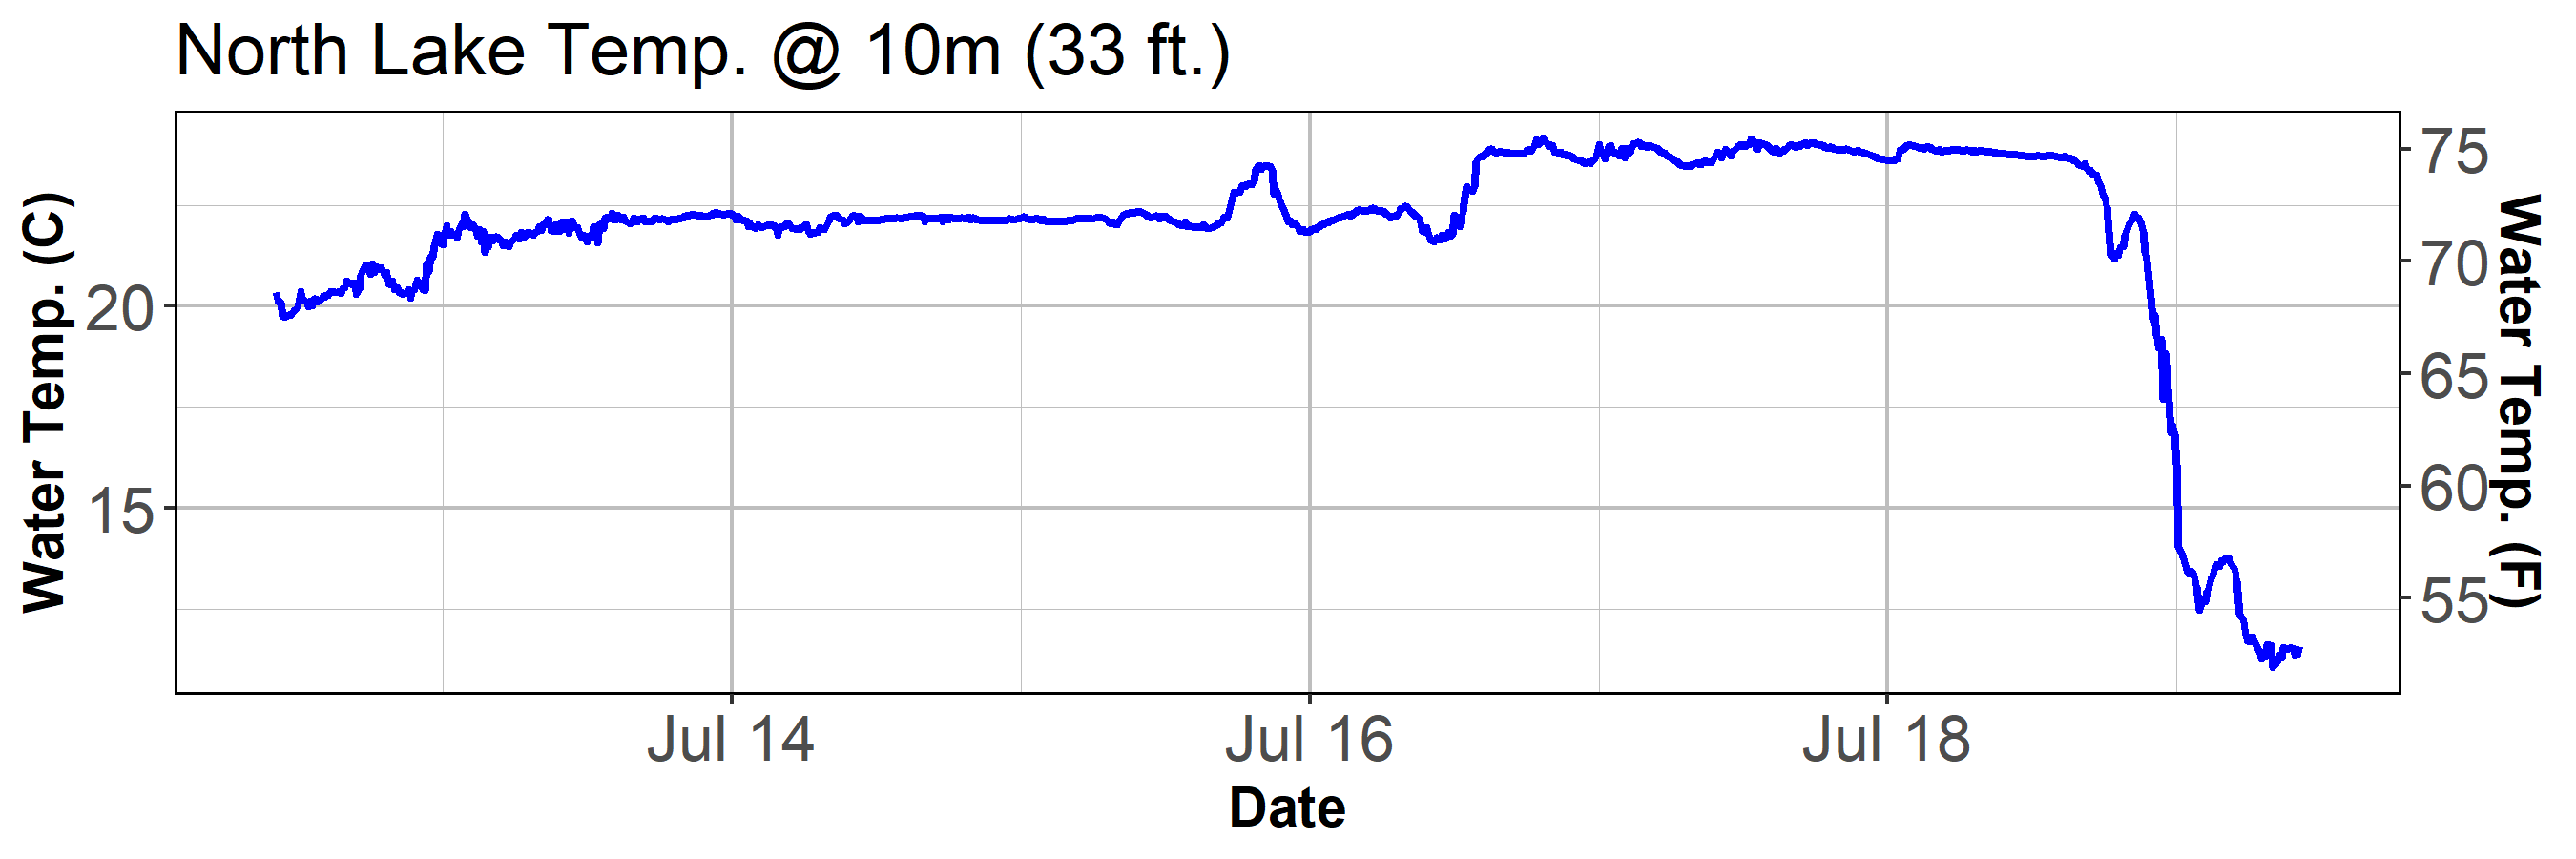 North Lake Temp. @ 10m (33 ft.)
Water Temp. (C)
20
15
75
70
65
60
55
Water Temp. (F)
Jul 14
Jul 16
Jul 18
Date